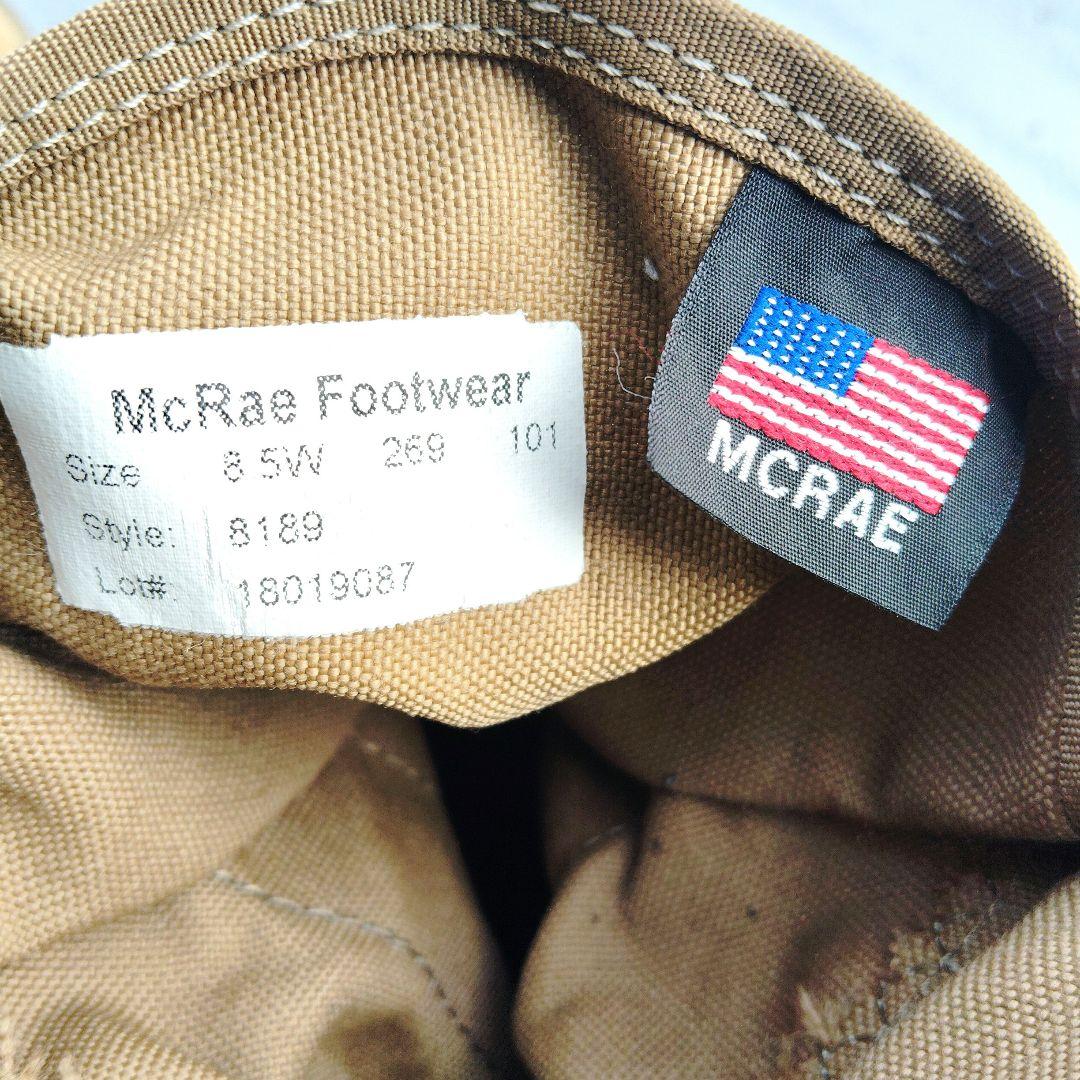 McRae Footwear
Size 8.5W 269 101
Style: 8189
Lot#: 18019087
MCRAE